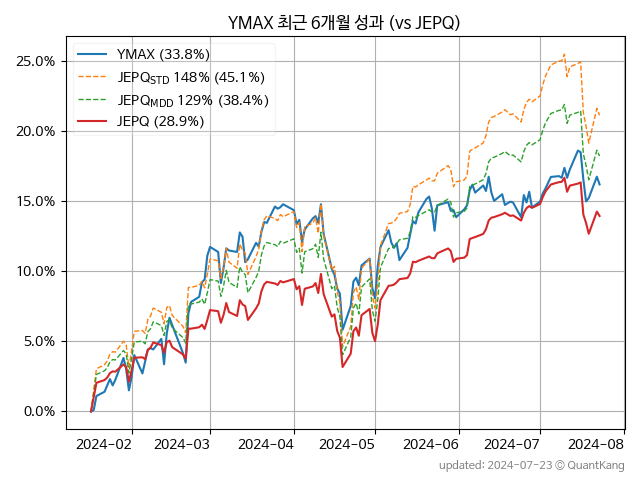 YMAX 최근 6개월 성과 (vs JEPQ)
YMAX (33.8%)
JEPQSTD 148% (45.1%)
JEPQMDD 129% (38.4%)
JEPQ (28.9%)
25.0%
20.0%
15.0%
10.0%
5.0%
0.0%
2024-02 2024-03 2024-04 2024-05 2024-06 2024-07 2024-08
updated: 2024-07-23 © QuantKang